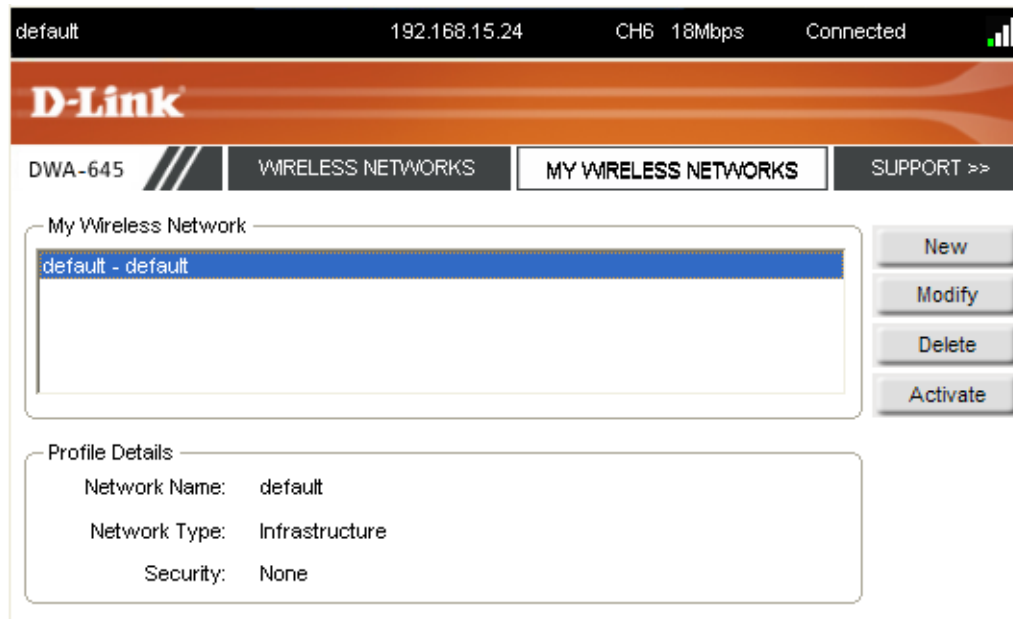 default 192.168.15.24 CH6 18Mbps Connected
D-Link
DWA-645 WIRELESS NETWORKS MY WIRELESS NETWORKS SUPPORT >>
My Wireless Network
default - default
New
Modify
Delete
Activate
Profile Details
Network Name: default
Network Type: Infrastructure
Security: None